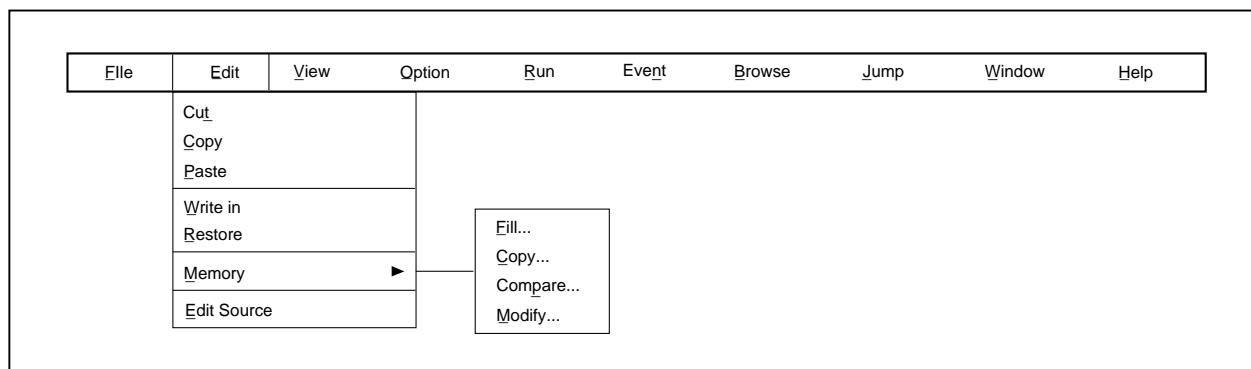 FIle Edit View Option Run Event Browse Jump Window Help
Cut
Copy
Paste
Write in
Restore
Memory
Edit Source
Fill...
Copy...
Compare...
Modify...